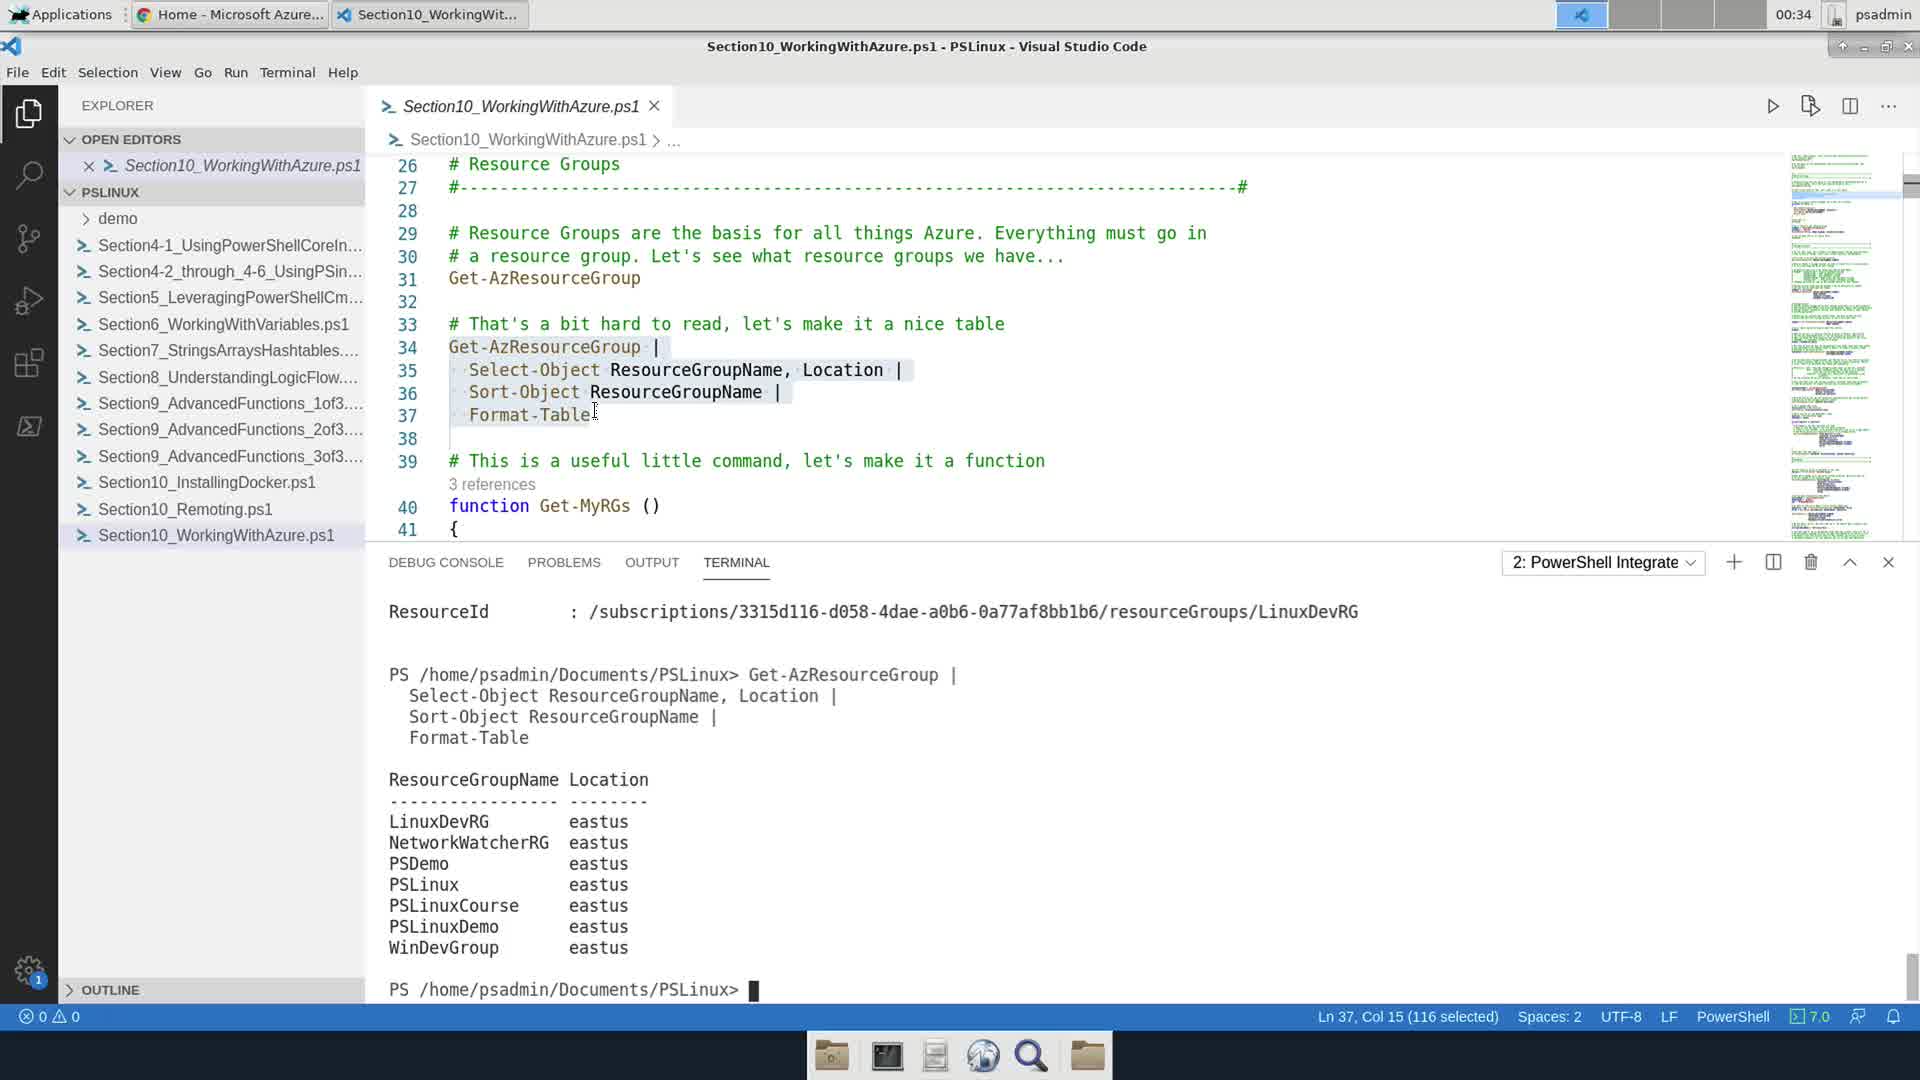 Applications
Home - Microsoft Azure...
Section10_WorkingWit...
00:34
psadmin
Section10_WorkingWithAzure.ps1 - PSLinux - Visual Studio Code
File Edit Selection View Go Run Terminal Help
EXPLORER
OPEN EDITORS
Section10_WorkingWithAzure.ps1
PSLINUX
demo
Section4-1_UsingPowerShellCoreIn...
Section4-2_through_4-6_UsingPSin...
Section5_LeveragingPowerShellCm...
Section6_WorkingWithVariables.ps1
Section7_StringsArraysHashtables....
Section8_UnderstandingLogicFlow....
Section9_AdvancedFunctions_1of3....
Section9_AdvancedFunctions_2of3....
Section9_AdvancedFunctions_3of3....
Section10_InstallingDocker.ps1
Section10_Remoting.ps1
Section10_WorkingWithAzure.ps1
OUTLINE
Section10_WorkingWithAzure.ps1
Section10_WorkingWithAzure.ps1 > ...
26 # Resource Groups
27 #-----------------------------------------------------------------------------#
28
29 # Resource Groups are the basis for all things Azure. Everything must go in
30 # a resource group. Let's see what resource groups we have...
31 Get-AzResourceGroup
32
33 # That's a bit hard to read, let's make it a nice table
34 Get-AzResourceGroup |
35 Select-Object ResourceGroupName, Location |
36 Sort-Object ResourceGroupName |
37 Format-Table
38
39 # This is a useful little command, let's make it a function
3 references
40 function Get-MyRGs ()
41 {
DEBUG CONSOLE PROBLEMS OUTPUT TERMINAL
2: PowerShell Integrate
ResourceId : /subscriptions/3315d116-d058-4dae-a0b6-0a77af8bb1b6/resourceGroups/LinuxDevRG
PS /home/psadmin/Documents/PSLinux> Get-AzResourceGroup |
Select-Object ResourceGroupName, Location |
Sort-Object ResourceGroupName |
Format-Table
ResourceGroupName Location
----------------- --------
LinuxDevRG eastus
NetworkWatcherRG eastus
PSDemo eastus
PSLinux eastus
PSLinuxCourse eastus
PSLinuxDemo eastus
WinDevGroup eastus
PS /home/psadmin/Documents/PSLinux>
1
0 0
Ln 37, Col 15 (116 selected) Spaces: 2 UTF-8 LF PowerShell 7.0